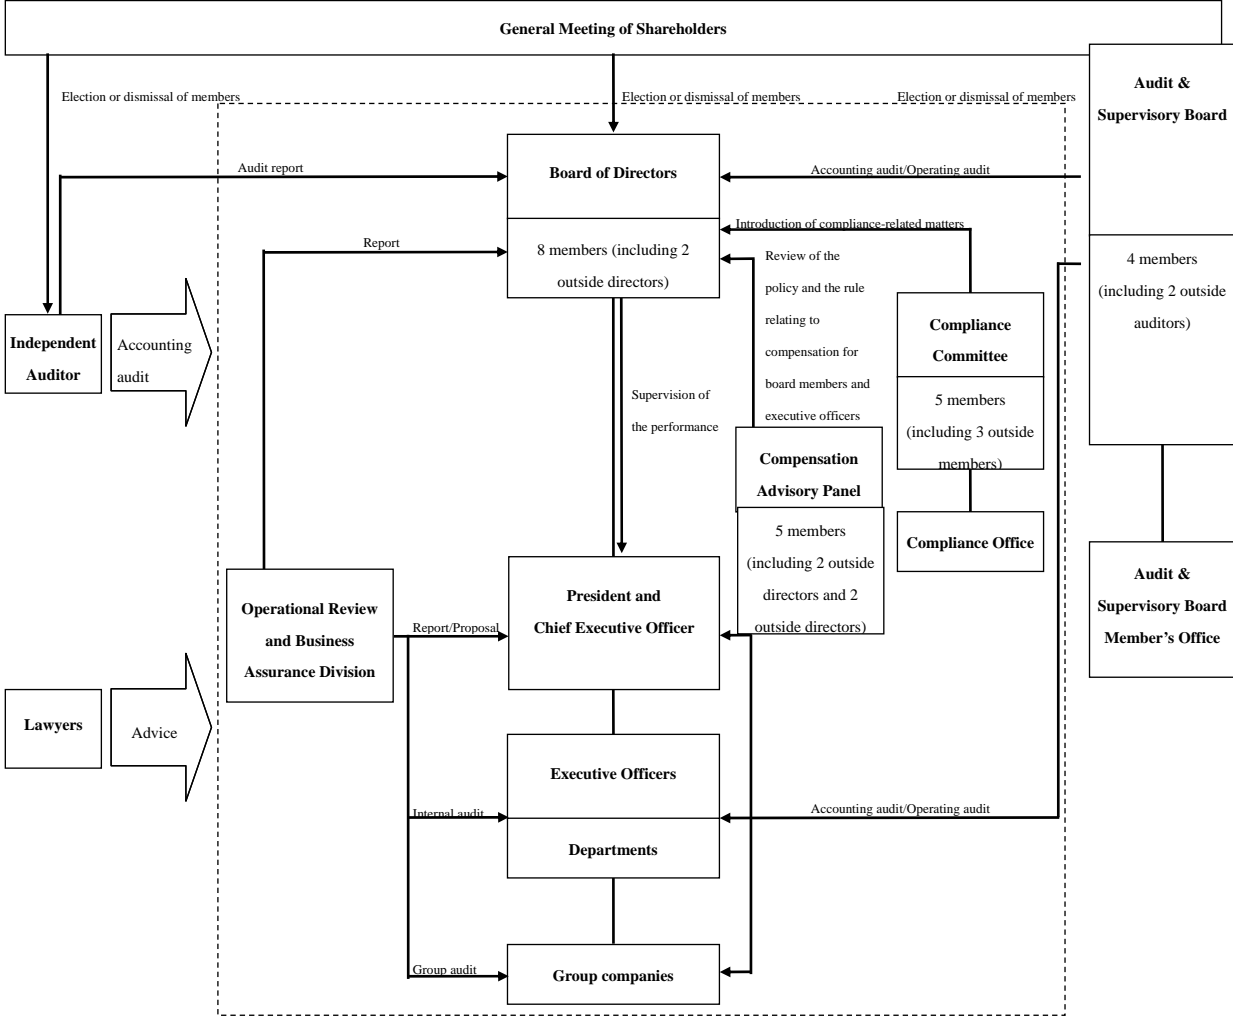 General Meeting of Shareholders
Election or dismissal of members
Election or dismissal of members
Election or dismissal of members
Audit &
Supervisory Board
4 members
(including 2 outside
auditors)
Audit report
Board of Directors
8 members (including 2
outside directors)
Accounting audit/Operating audit
Introduction of compliance-related matters
Report
Review of the
policy and the rule
relating to
compensation for
board members and
executive officers
Compliance
Committee
5 members
(including 3 outside
members)
Independent
Auditor
Accounting
audit
Supervision of
the performance
Compensation
Advisory Panel
5 members
(including 2 outside
directors and 2
outside directors)
Compliance Office
Audit &
Supervisory Board
Member’s Office
Operational Review
and Business
Assurance Division
Report/Proposal
President and
Chief Executive Officer
Lawyers
Advice
Executive Officers
Departments
Internal audit
Accounting audit/Operating audit
Group audit
Group companies